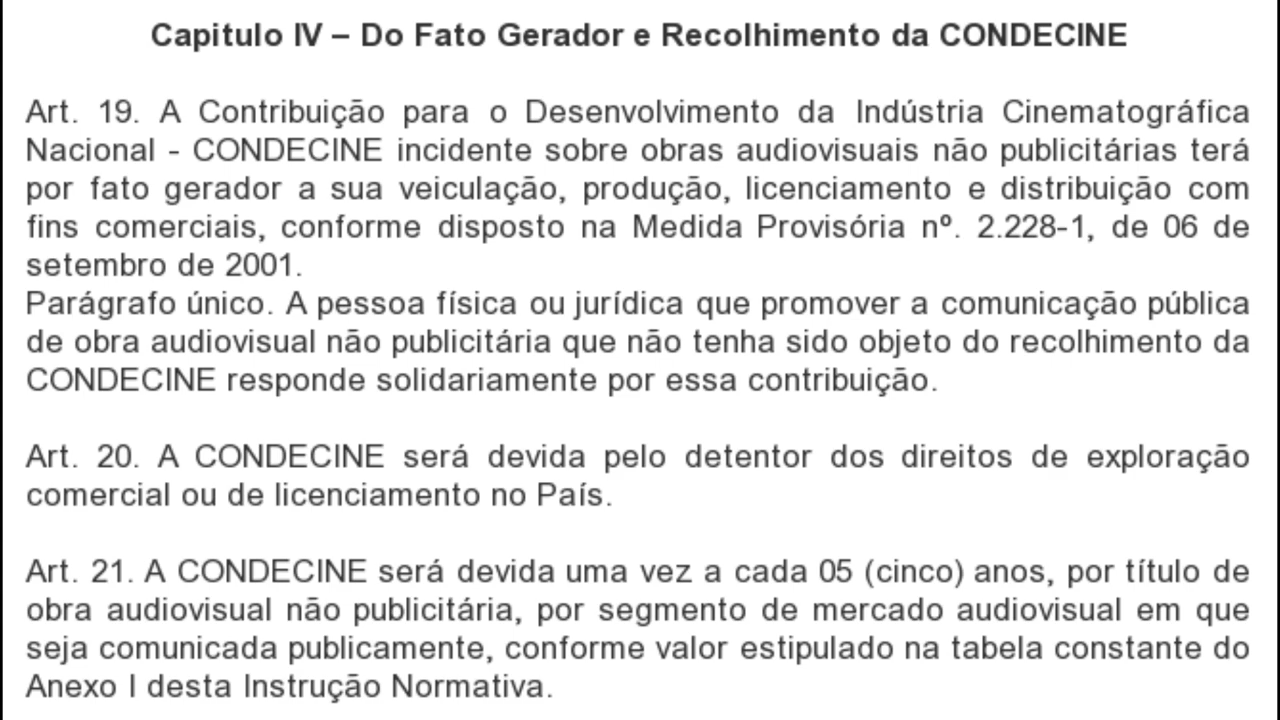 Capitulo IV – Do Fato Gerador e Recolhimento da CONDECINE
Art. 19. A Contribuição para o Desenvolvimento da Indústria Cinematográfica
Nacional - CONDECINE incidente sobre obras audiovisuais não publicitárias terá
por fato gerador a sua veiculação, produção, licenciamento e distribuição com
fins comerciais, conforme disposto na Medida Provisória nº. 2.228-1, de 06 de
setembro de 2001.
Parágrafo único. A pessoa física ou jurídica que promover a comunicação pública
de obra audiovisual não publicitária que não tenha sido objeto do recolhimento da
CONDECINE responde solidariamente por essa contribuição.
Art. 20. A CONDECINE será devida pelo detentor dos direitos de exploração
comercial ou de licenciamento no País.
Art. 21. A CONDECINE será devida uma vez a cada 05 (cinco) anos, por título de
obra audiovisual não publicitária, por segmento de mercado audiovisual em que
seja comunicada publicamente, conforme valor estipulado na tabela constante do
Anexo I desta Instrução Normativa.